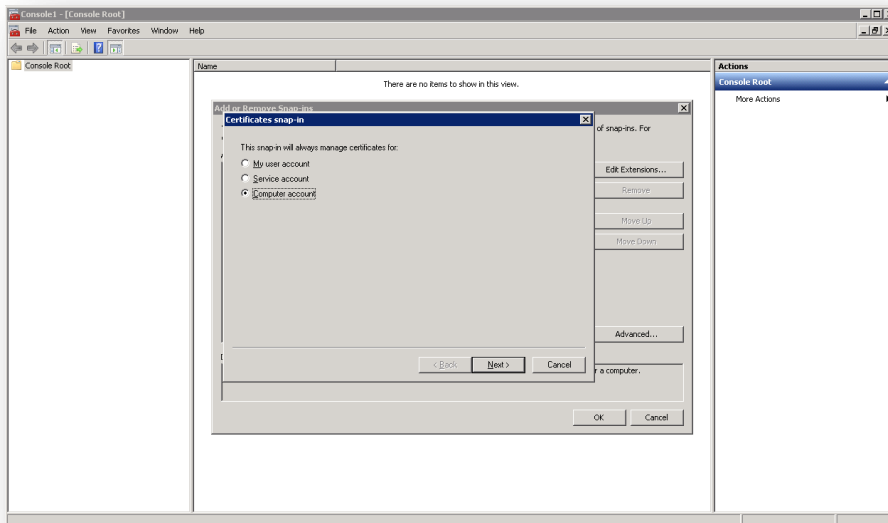 Console1 - [Console Root]
File Action View Favorites Window Help
Console Root
Name
There are no items to show in this view.
Actions
Console Root
More Actions
Add or Remove Snap-ins
of snap-ins. For
Certificates snap-in
This snap-in will always manage certificates for:
My user account
Service account
Computer account
< Back
Next >
Cancel
Edit Extensions...
Remove
Move Up
Move Down
Advanced...
r a computer.
OK
Cancel